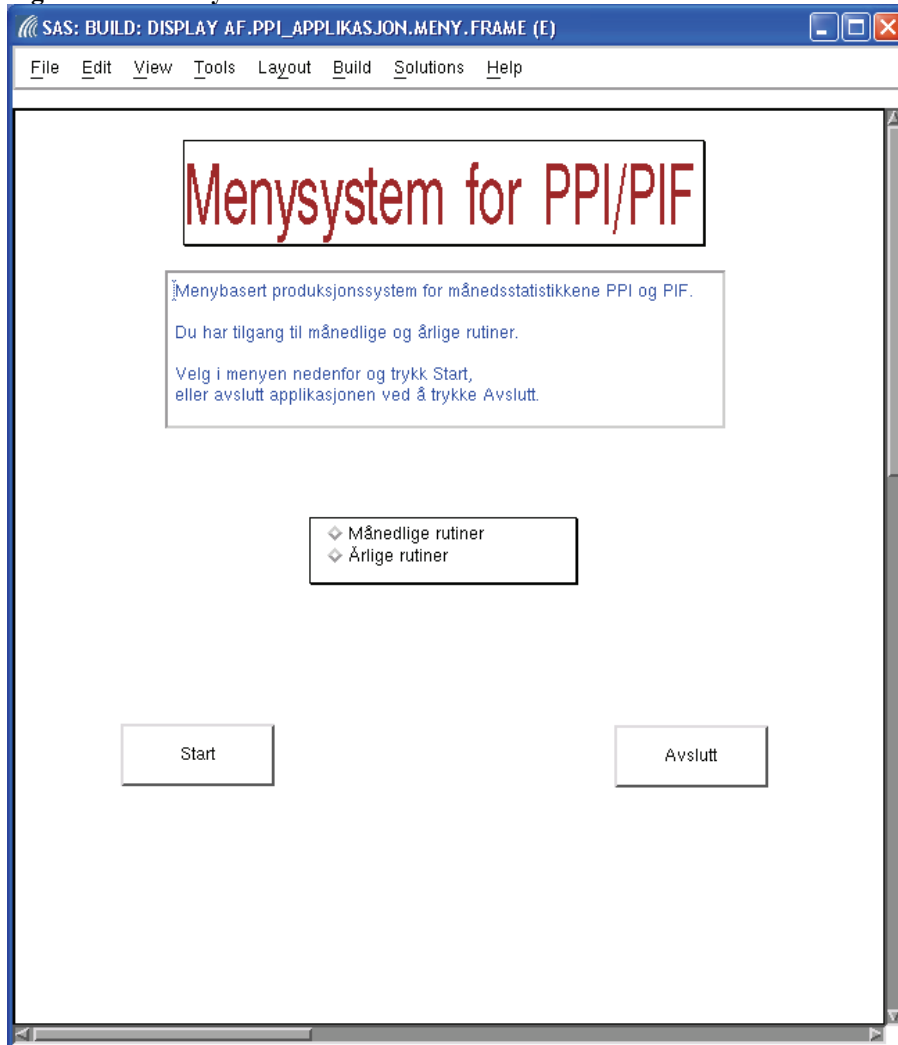 SAS: BUILD: DISPLAY AF.PPI_APPLIKASJON.MENY.FRAME (E)
File Edit View Tools Layout Build Solutions Help
Menysystem for PPI/PIF
Menybasert produksjonssystem for månedsstatistikkene PPI og PIF.
Du har tilgang til månedlige og årlige rutiner.
Velg i menyen nedenfor og trykk Start,
eller avslutt applikasjonen ved å trykke Avslutt.
Månedlige rutiner
Årlige rutiner
Start
Avslutt